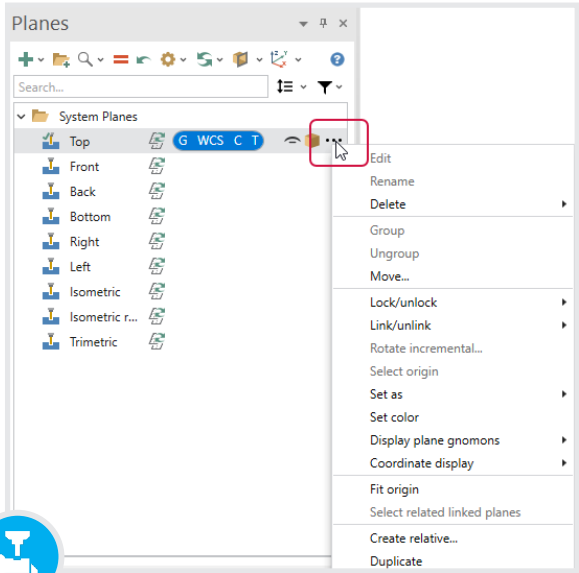 Planes
Search...
System Planes
Top G WCS C T
Front
Back
Bottom
Right
Left
Isometric
Isometric r...
Trimetric
Edit
Rename
Delete
Group
Ungroup
Move...
Lock/unlock
Link/unlink
Rotate incremental...
Select origin
Set as
Set color
Display plane gnomons
Coordinate display
Fit origin
Select related linked planes
Create relative...
Duplicate